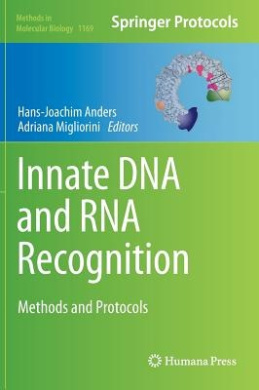 Methods in
Molecular Biology 1169
Springer Protocols
Hans-Joachim Anders
Adriana Migliorini Editors
Innate DNA
and RNA
Recognition
Methods and Protocols
Humana Press